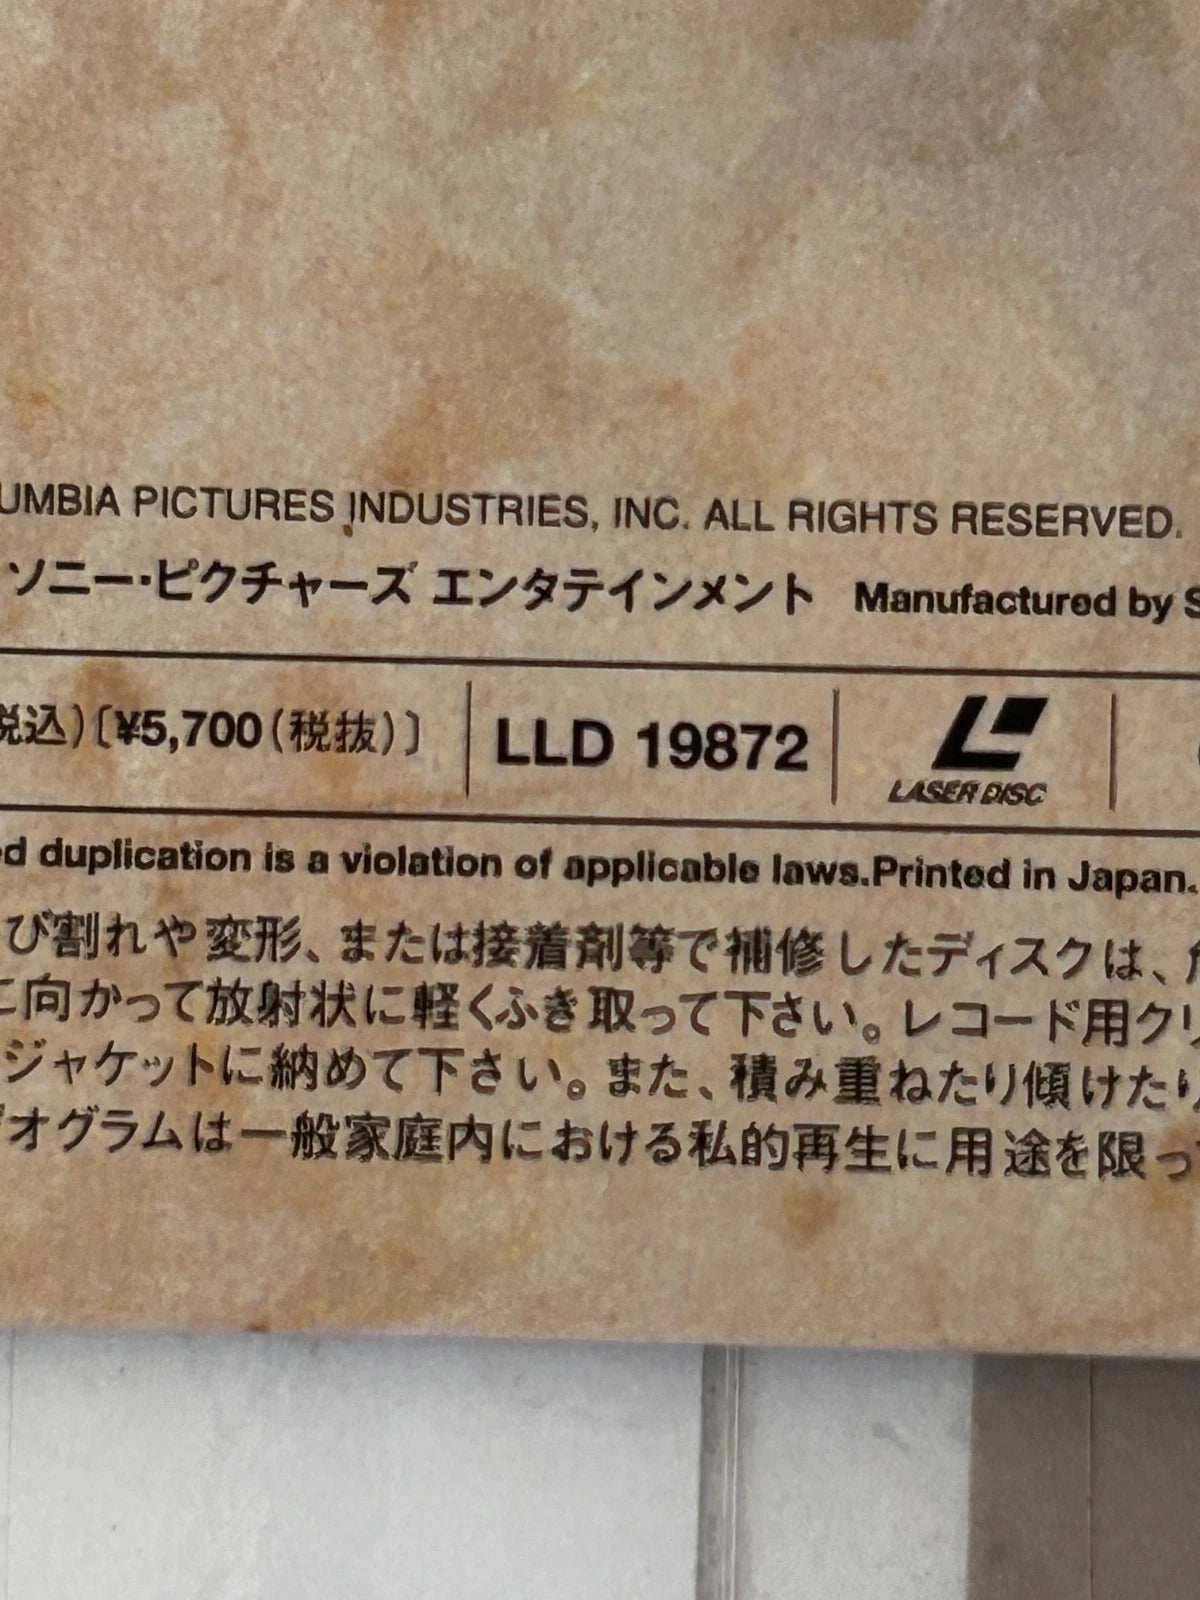 UMBIA PICTURES INDUSTRIES, INC. ALL RIGHTS RESERVED.
ソニー・ピクチャーズ エンタテインメント Manufactured by S
税込)〔¥5,700(税抜)〕 LLD 19872 LASER DISC
ed duplication is a violation of applicable laws.Printed in Japan.
び割れや変形、または接着剤等で補修したディスクは、
に向かって放射状に軽くふき取って下さい。レコード用クリ
ジャケットに納めて下さい。また、積み重ねたり傾けたり
デオグラムは一般家庭内における私的再生に用途を限っ